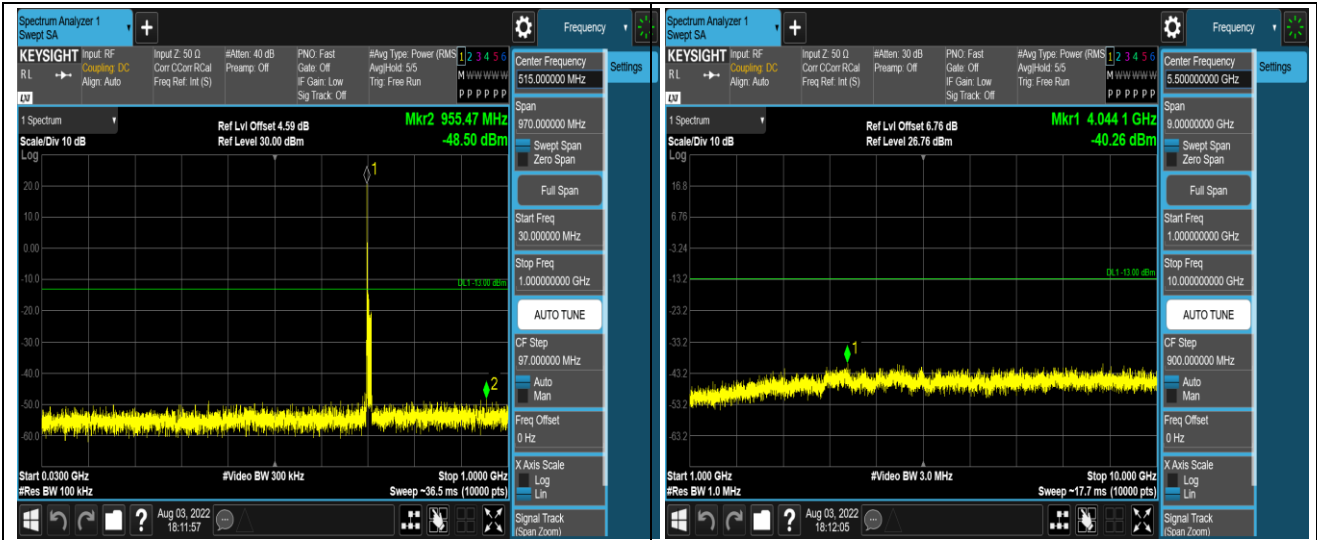 Spectrum Analyzer 1
Swept SA
+
Frequency
KEYSIGHT
RL
LXI
Input: RF
Coupling: DC
Align: Auto
Input Z: 50 Ω
Corr CCorr RCal
Freq Ref: Int (S)
#Atten: 40 dB
Preamp: Off
PNO: Fast
Gate: Off
IF Gain: Low
Sig Track: Off
#Avg Type: Power (RMS
Avg|Hold: 5/5
Trig: Free Run
1 2 3 4 5 6
M W W W W W
P P P P P P
Center Frequency
515.000000 MHz
Settings
Span
970.000000 MHz
Swept Span
Zero Span
Full Span
Start Freq
30.000000 MHz
Stop Freq
1.000000000 GHz
AUTO TUNE
CF Step
97.000000 MHz
Auto
Man
Freq Offset
0 Hz
X Axis Scale
Log
Lin
Signal Track
(Span Zoom)
1 Spectrum
Scale/Div 10 dB
Log
Ref Lvl Offset 4.59 dB
Ref Level 30.00 dBm
Mkr2 955.47 MHz
-48.50 dBm
1
20.0
10.0
0.00
-10.0
DL1 -13.00 dBm
-20.0
-30.0
-40.0
2
-50.0
-60.0
Start 0.0300 GHz
#Res BW 100 kHz
#Video BW 300 kHz
Stop 1.0000 GHz
Sweep ~36.5 ms (10000 pts)
?
Aug 03, 2022
18:11:57
Spectrum Analyzer 1
Swept SA
+
Frequency
KEYSIGHT
RL
LXI
Input: RF
Coupling: DC
Align: Auto
Input Z: 50 Ω
Corr CCorr RCal
Freq Ref: Int (S)
#Atten: 30 dB
Preamp: Off
PNO: Fast
Gate: Off
IF Gain: Low
Sig Track: Off
#Avg Type: Power (RMS
Avg|Hold: 5/5
Trig: Free Run
1 2 3 4 5 6
M W W W W W
P P P P P P
Center Frequency
5.500000000 GHz
Settings
Span
9.00000000 GHz
Swept Span
Zero Span
Full Span
Start Freq
1.000000000 GHz
Stop Freq
10.000000000 GHz
AUTO TUNE
CF Step
900.000000 MHz
Auto
Man
Freq Offset
0 Hz
X Axis Scale
Log
Lin
Signal Track
(Span Zoom)
1 Spectrum
Scale/Div 10 dB
Log
Ref Lvl Offset 6.76 dB
Ref Level 26.76 dBm
Mkr1 4.044 1 GHz
-40.26 dBm
16.8
6.76
-3.24
-13.2
DL1 -13.00 dBm
-23.2
-33.2
1
-43.2
-53.2
-63.2
Start 1.000 GHz
#Res BW 1.0 MHz
#Video BW 3.0 MHz
Stop 10.000 GHz
Sweep ~17.7 ms (10000 pts)
?
Aug 03, 2022
18:12:05